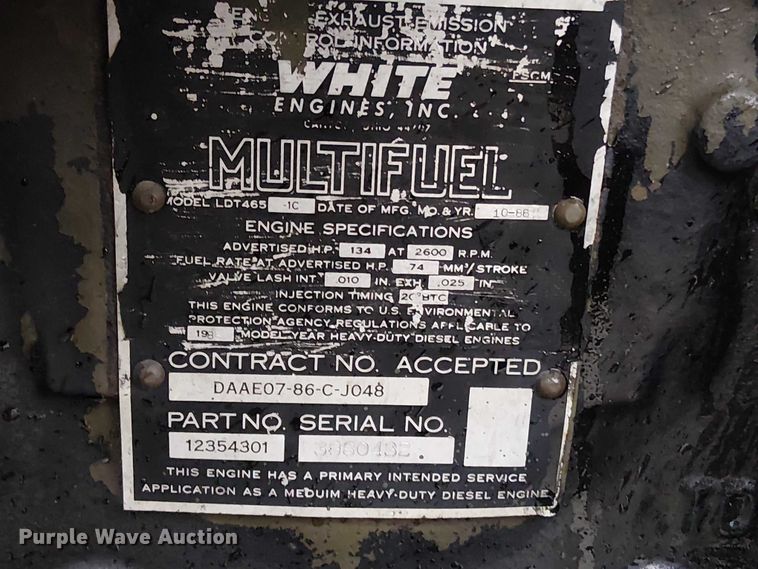 EXHAUST EMISSION
INFORMATION
WHITE
ENGINES, INC.
MULTIFUEL
MODEL LDT465 -1C DATE OF MFG. MO. & YR. 10-86
ENGINE SPECIFICATIONS
ADVERTISED H.P. 134 AT 2600 R.P.M.
FUEL RATE AT ADVERTISED H.P. 74 MM³/STROKE
VALVE LASH INT. .010 IN. EXH. .025 IN
INJECTION TIMING BTC
THIS ENGINE CONFORMS TO U.S. ENVIRONMENTAL
PROTECTION AGENCY REGULATIONS APPLICABLE TO
MODEL YEAR HEAVY-DUTY DIESEL ENGINES
CONTRACT NO. ACCEPTED
DAAE07-86-C-J048
PART NO. SERIAL NO.
12354301
THIS ENGINE HAS A PRIMARY INTENDED SERVICE
APPLICATION AS A MEDUIM HEAVY-DUTY DIESEL ENGINE
Purple Wave Auction